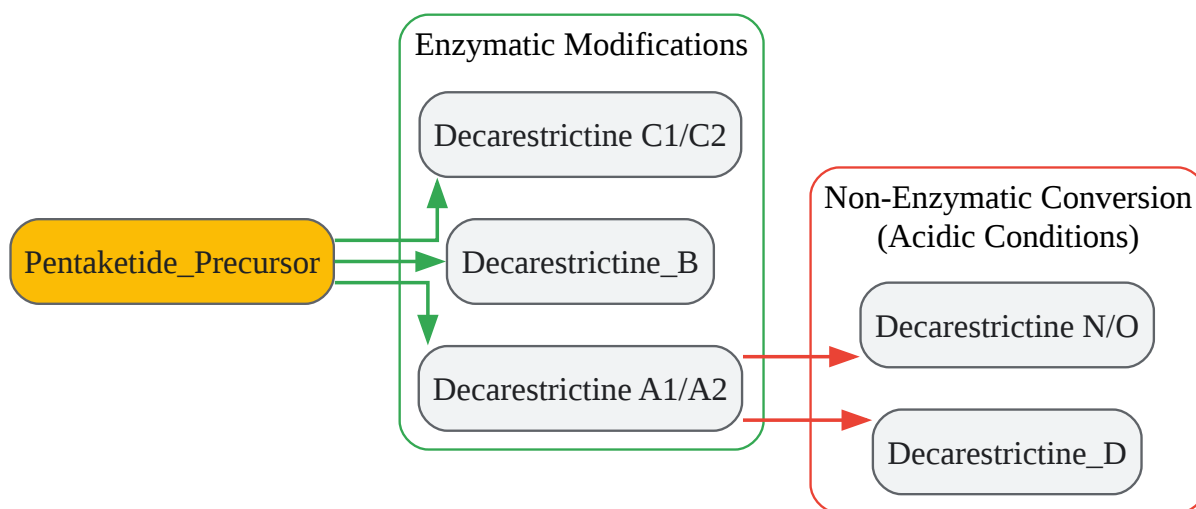 Enzymatic Modifications
Decarestrictine C1/C2
Pentaketide_Precursor
Decarestrictine_B
Decarestrictine A1/A2
Non-Enzymatic Conversion
(Acidic Conditions)
Decarestrictine N/O
Decarestrictine_D